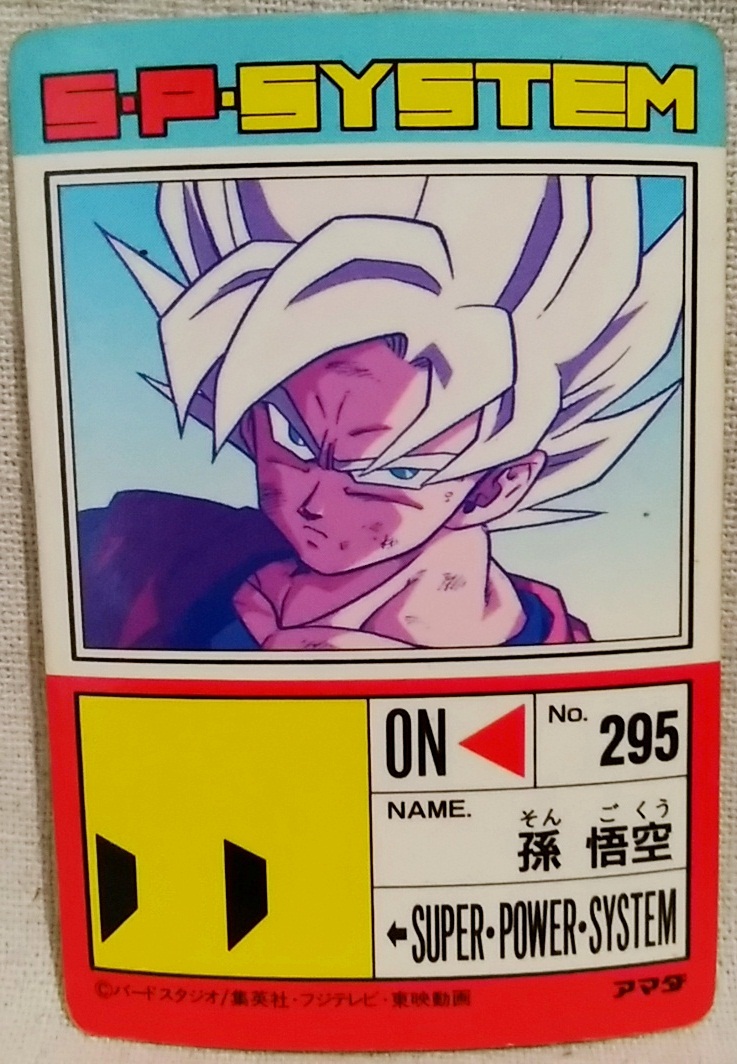 S·P·SYSTEM
ON
No. 295
NAME.
そん ごくう
孫 悟空
←SUPER·POWER·SYSTEM
©バードスタジオ/集英社・フジテレビ・東映動画
アマダ